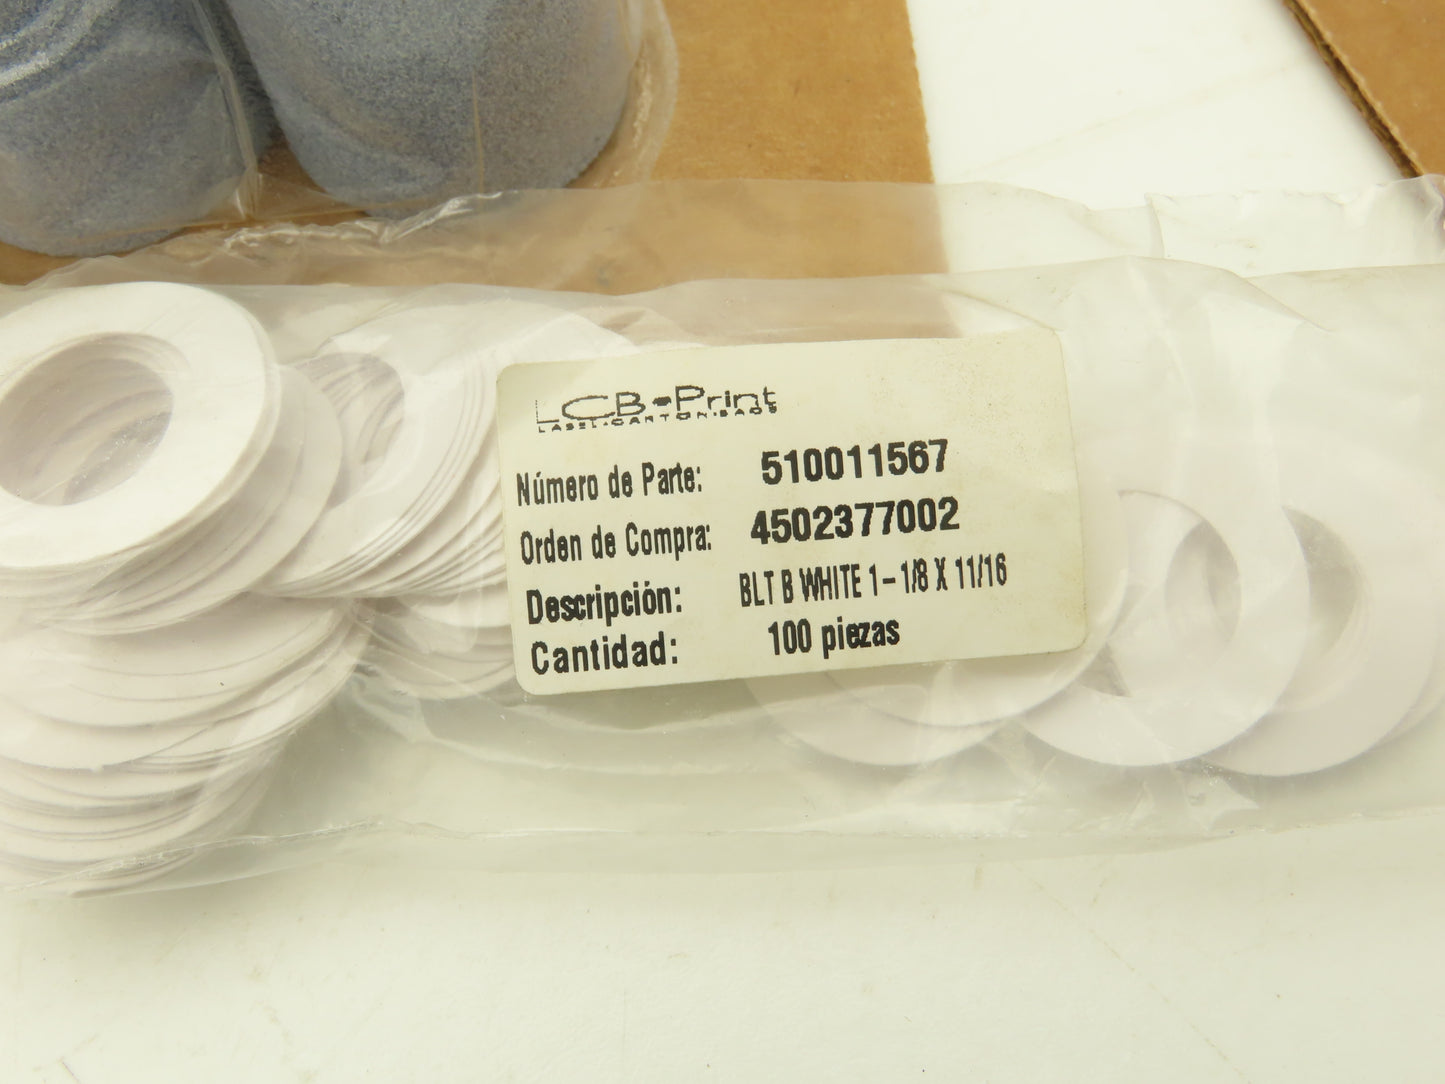 LCB-Print
LABEL·CARTON·BAGS
Número de Parte: 510011567
Orden de Compra: 4502377002
Descripción: BLT B WHITE 1-1/8 X 11/16
Cantidad: 100 piezas